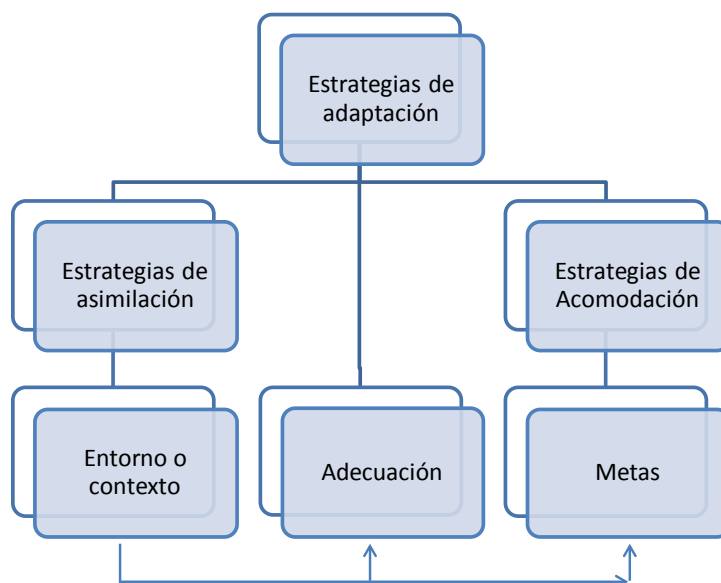 Estrategias de
adaptación
Estrategias de
asimilación
Estrategias de
Acomodación
Entorno o
contexto
Adecuación
Metas